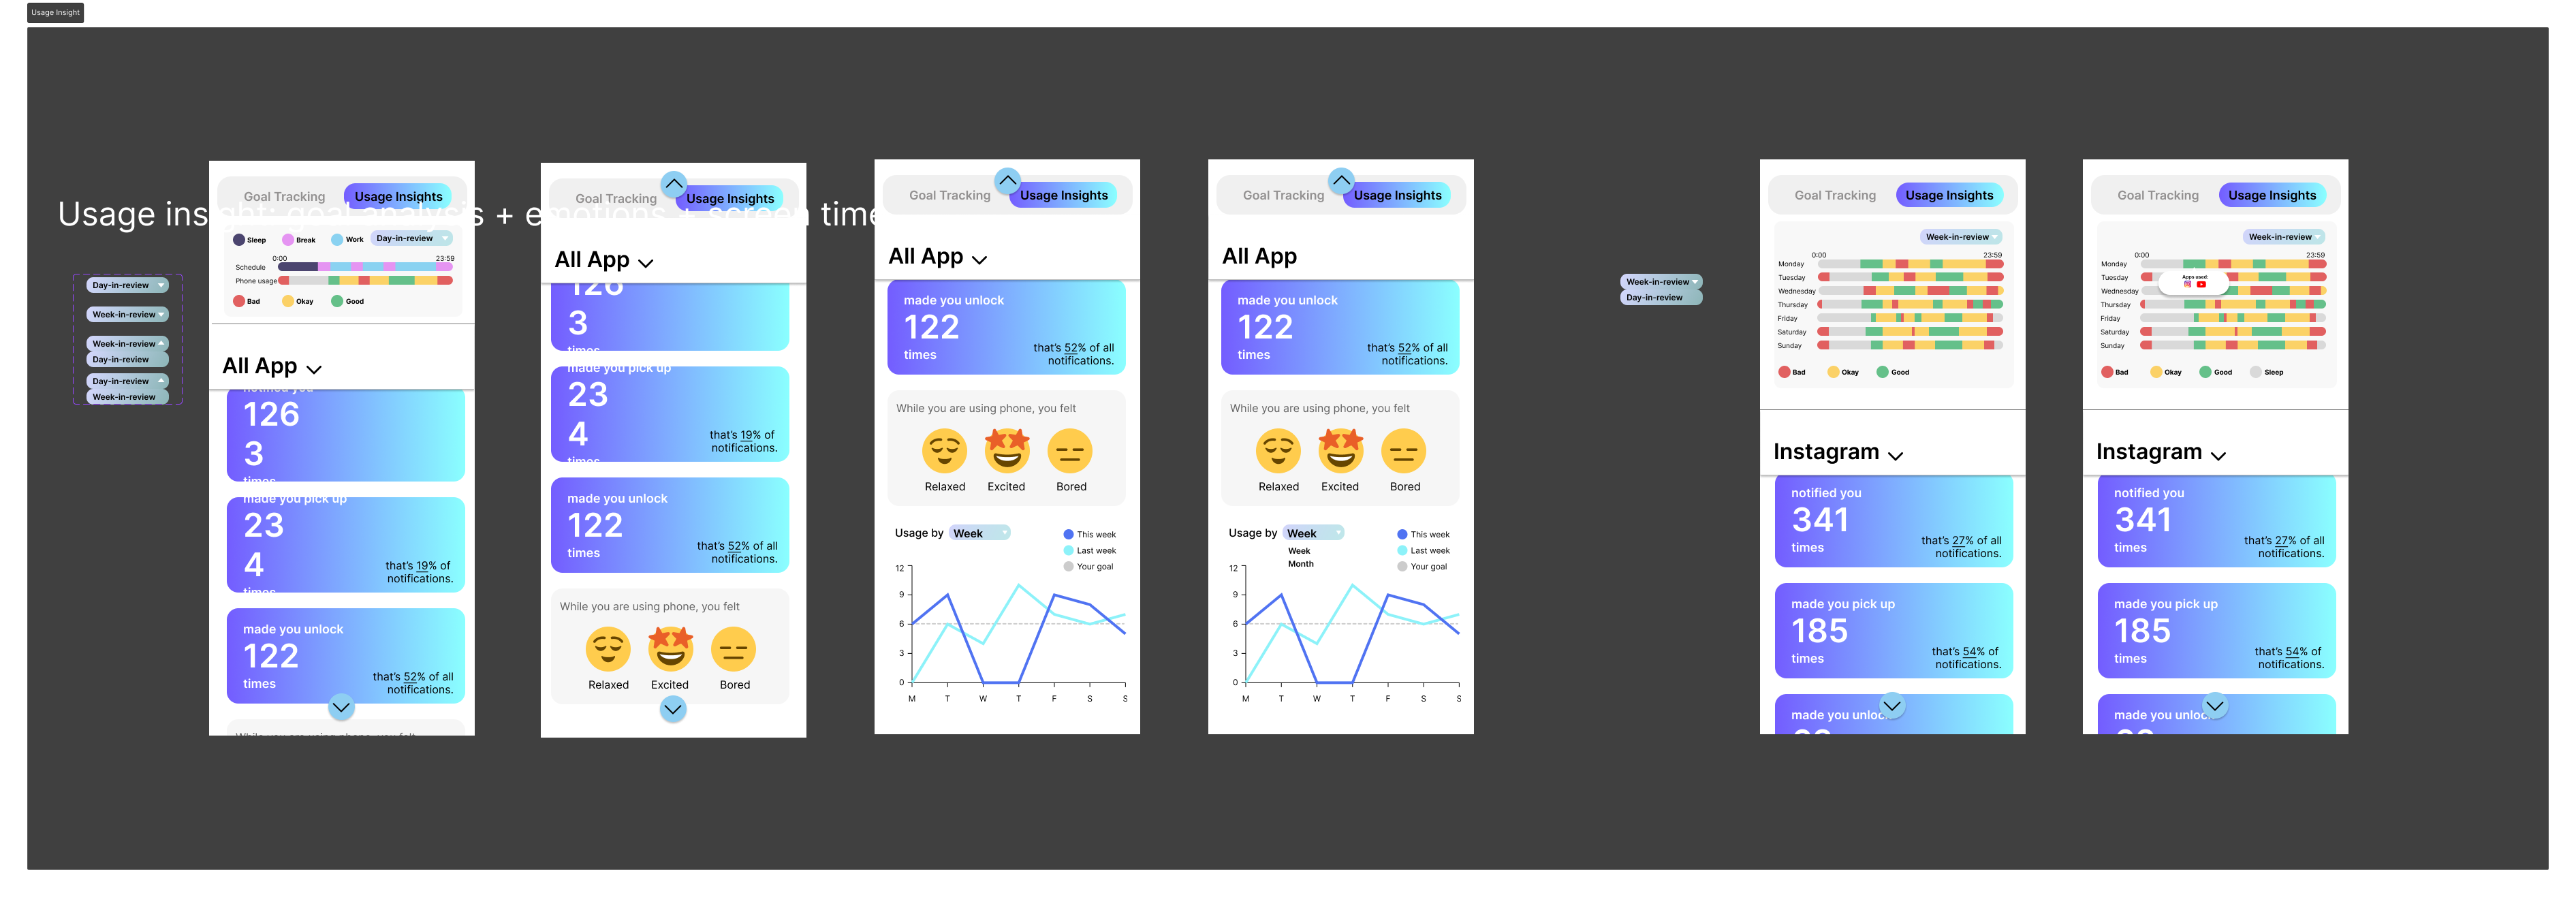 Usage Insight
Usage insight: goal analysis + emotions + screen time
Day-in-review
Week-in-review
Week-in-review
Day-in-review
Day-in-review
Week-in-review
Goal Tracking
Usage Insights
Sleep
Break
Work
Day-in-review
0:00
23:59
Schedule
Phone usage
Bad
Okay
Good
All App
notified you
126
3
times
made you pick up
23
4
times
that's 19% of
notifications.
made you unlock
122
times
that's 52% of all
notifications.
While you are using phone, you felt
Goal Tracking
Usage Insights
All App
126
3
times
made you pick up
23
4
times
that's 19% of
notifications.
made you unlock
122
times
that's 52% of all
notifications.
While you are using phone, you felt
Relaxed
Excited
Bored
Goal Tracking
Usage Insights
All App
made you unlock
122
times
that's 52% of all
notifications.
While you are using phone, you felt
Relaxed
Excited
Bored
Usage by
Week
This week
Last week
Your goal
12
9
6
3
0
M T W T F S S
Goal Tracking
Usage Insights
All App
made you unlock
122
times
that's 52% of all
notifications.
While you are using phone, you felt
Relaxed
Excited
Bored
Usage by
Week
Week
Month
This week
Last week
Your goal
12
9
6
3
0
M T W T F S S
Week-in-review
Day-in-review
Goal Tracking
Usage Insights
Week-in-review
0:00
23:59
Monday
Tuesday
Wednesday
Thursday
Friday
Saturday
Sunday
Bad
Okay
Good
Instagram
notified you
341
times
that's 27% of all
notifications.
made you pick up
185
times
that's 54% of
notifications.
made you unlock
Goal Tracking
Usage Insights
Week-in-review
0:00
23:59
Monday
Tuesday
Wednesday
Thursday
Friday
Saturday
Sunday
Apps used:
Bad
Okay
Good
Sleep
Instagram
notified you
341
times
that's 27% of all
notifications.
made you pick up
185
times
that's 54% of
notifications.
made you unlock